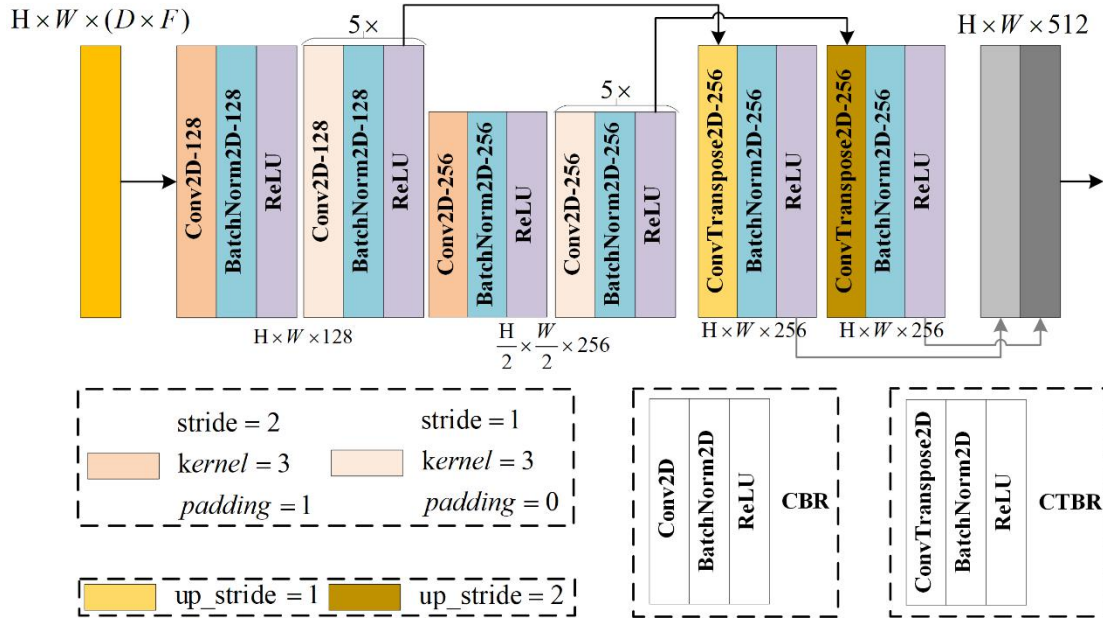 H × W × (D × F)
5 ×
H × W × 512
Conv2D-128
BatchNorm2D-128
ReLU
Conv2D-128
BatchNorm2D-128
ReLU
5 ×
Conv2D-256
BatchNorm2D-256
ReLU
Conv2D-256
BatchNorm2D-256
ReLU
ConvTranspose2D-256
BatchNorm2D-256
ReLU
ConvTranspose2D-256
BatchNorm2D-256
ReLU
H × W × 128
H/2 × W/2 × 256
H × W × 256
H × W × 256
stride = 2
kernel = 3
padding = 1
stride = 1
kernel = 3
padding = 0
up_stride = 1
up_stride = 2
Conv2D
BatchNorm2D
ReLU
CBR
ConvTranspose2D
BatchNorm2D
ReLU
CTBR